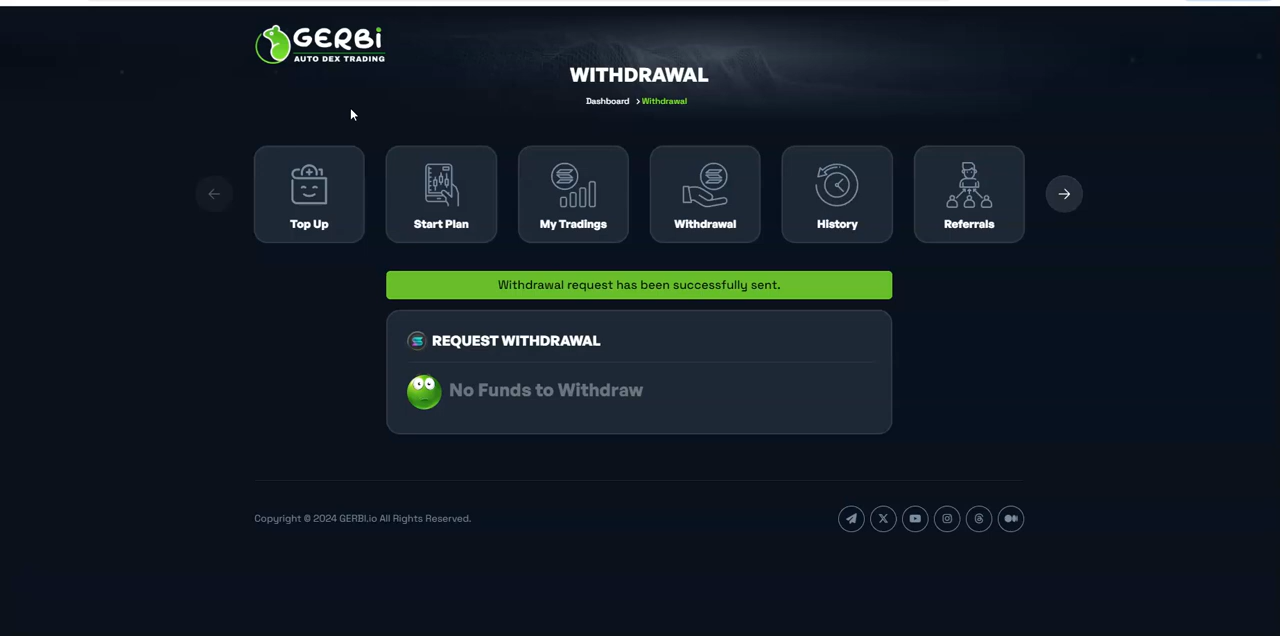 GERBi
AUTO DEX TRADING
WITHDRAWAL
Dashboard > Withdrawal
Top Up
Start Plan
My Tradings
Withdrawal
History
Referrals
Withdrawal request has been successfully sent.
REQUEST WITHDRAWAL
No Funds to Withdraw
Copyright © 2024 GERBI.io All Rights Reserved.